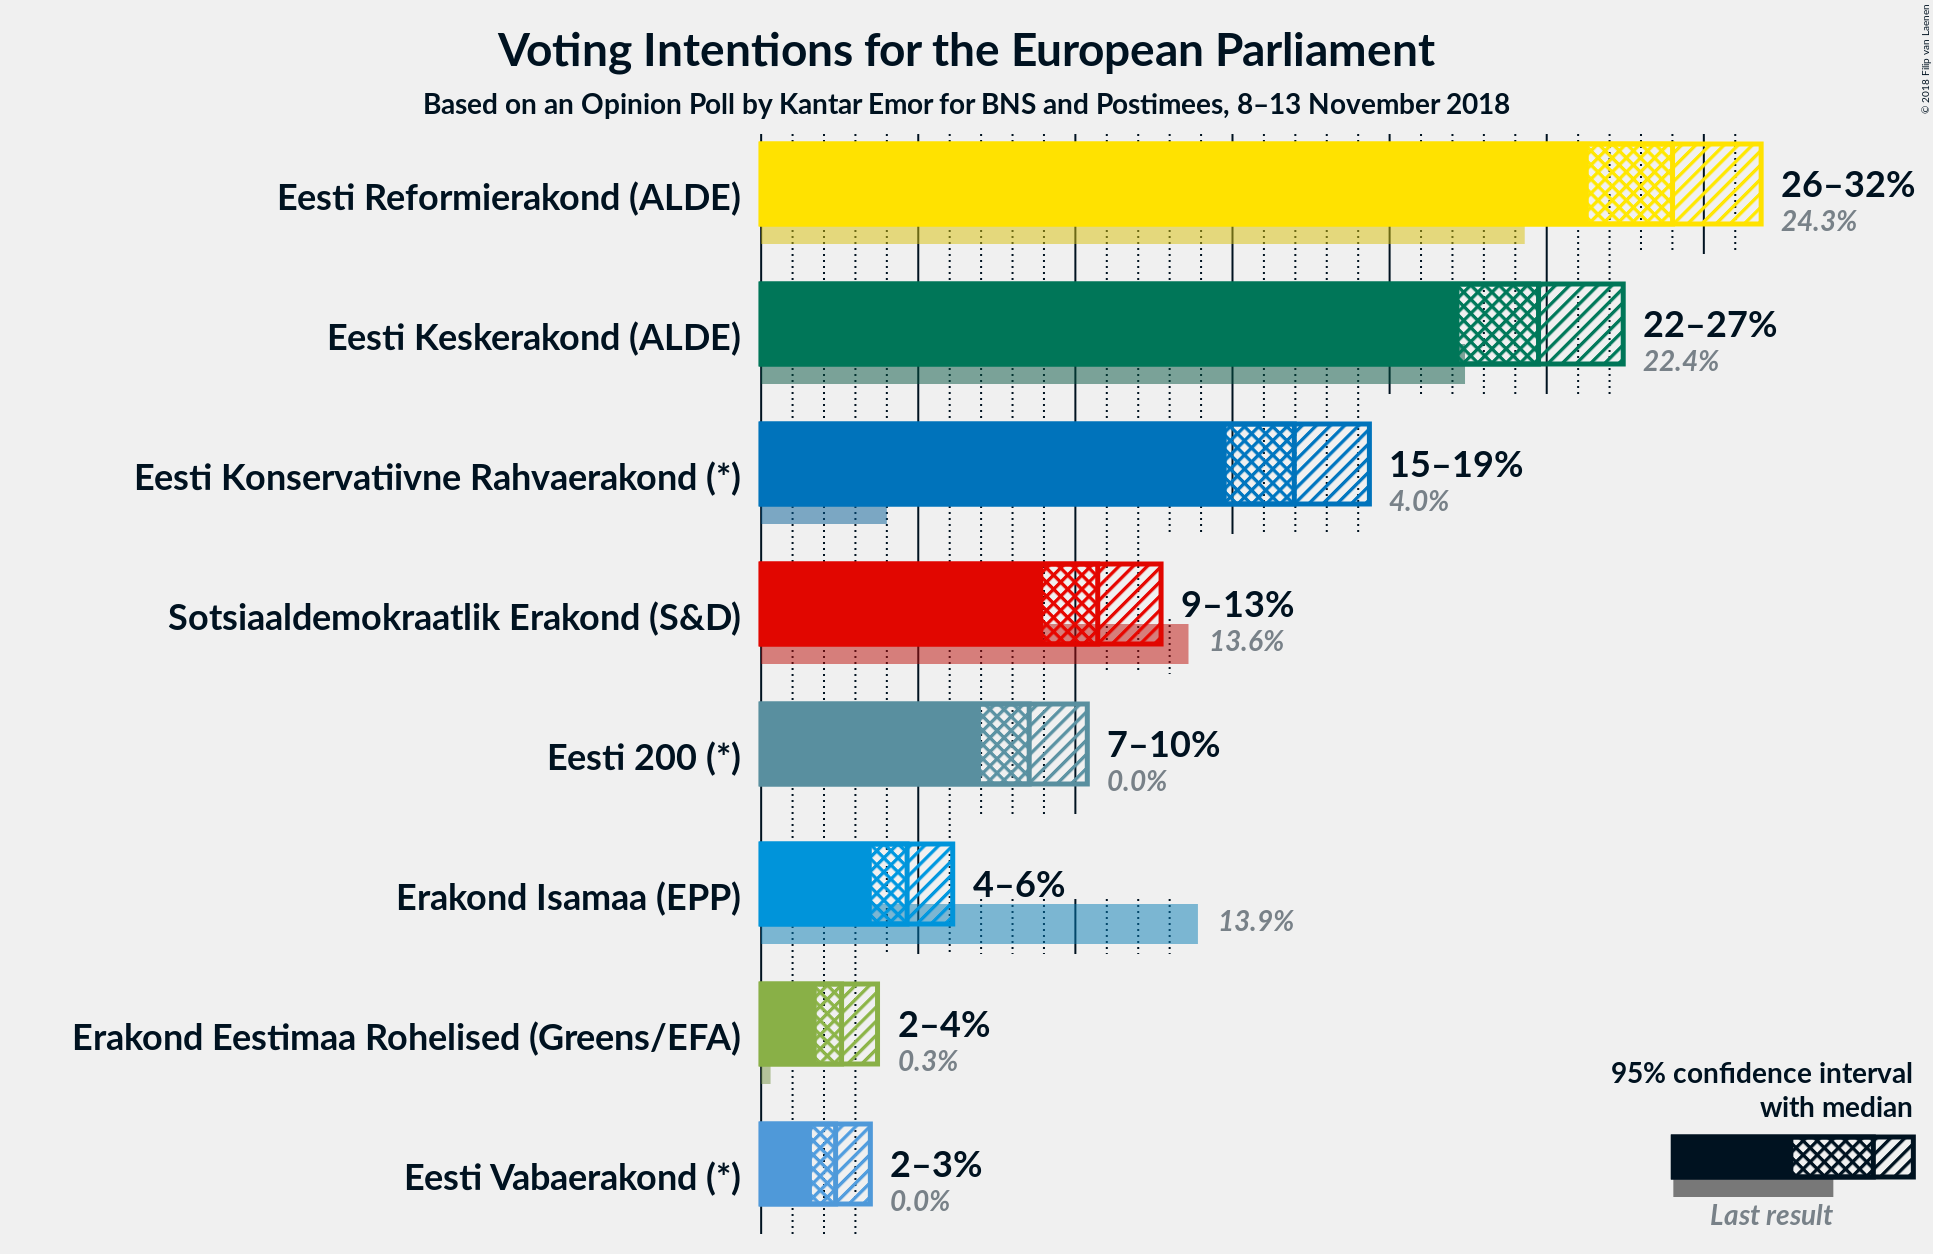 Voting Intentions for the European Parliament
Based on an Opinion Poll by Kantar Emor for BNS and Postimees, 8–13 November 2018
© 2018 Filip van Laenen
Eesti Reformierakond (ALDE)
26–32%
24.3%
Eesti Keskerakond (ALDE)
22–27%
22.4%
Eesti Konservatiivne Rahvaerakond (*)
15–19%
4.0%
Sotsiaaldemokraatlik Erakond (S&D)
9–13%
13.6%
Eesti 200 (*)
7–10%
0.0%
Erakond Isamaa (EPP)
4–6%
13.9%
Erakond Eestimaa Rohelised (Greens/EFA)
2–4%
0.3%
Eesti Vabaerakond (*)
2–3%
0.0%
95% confidence interval
with median
Last result